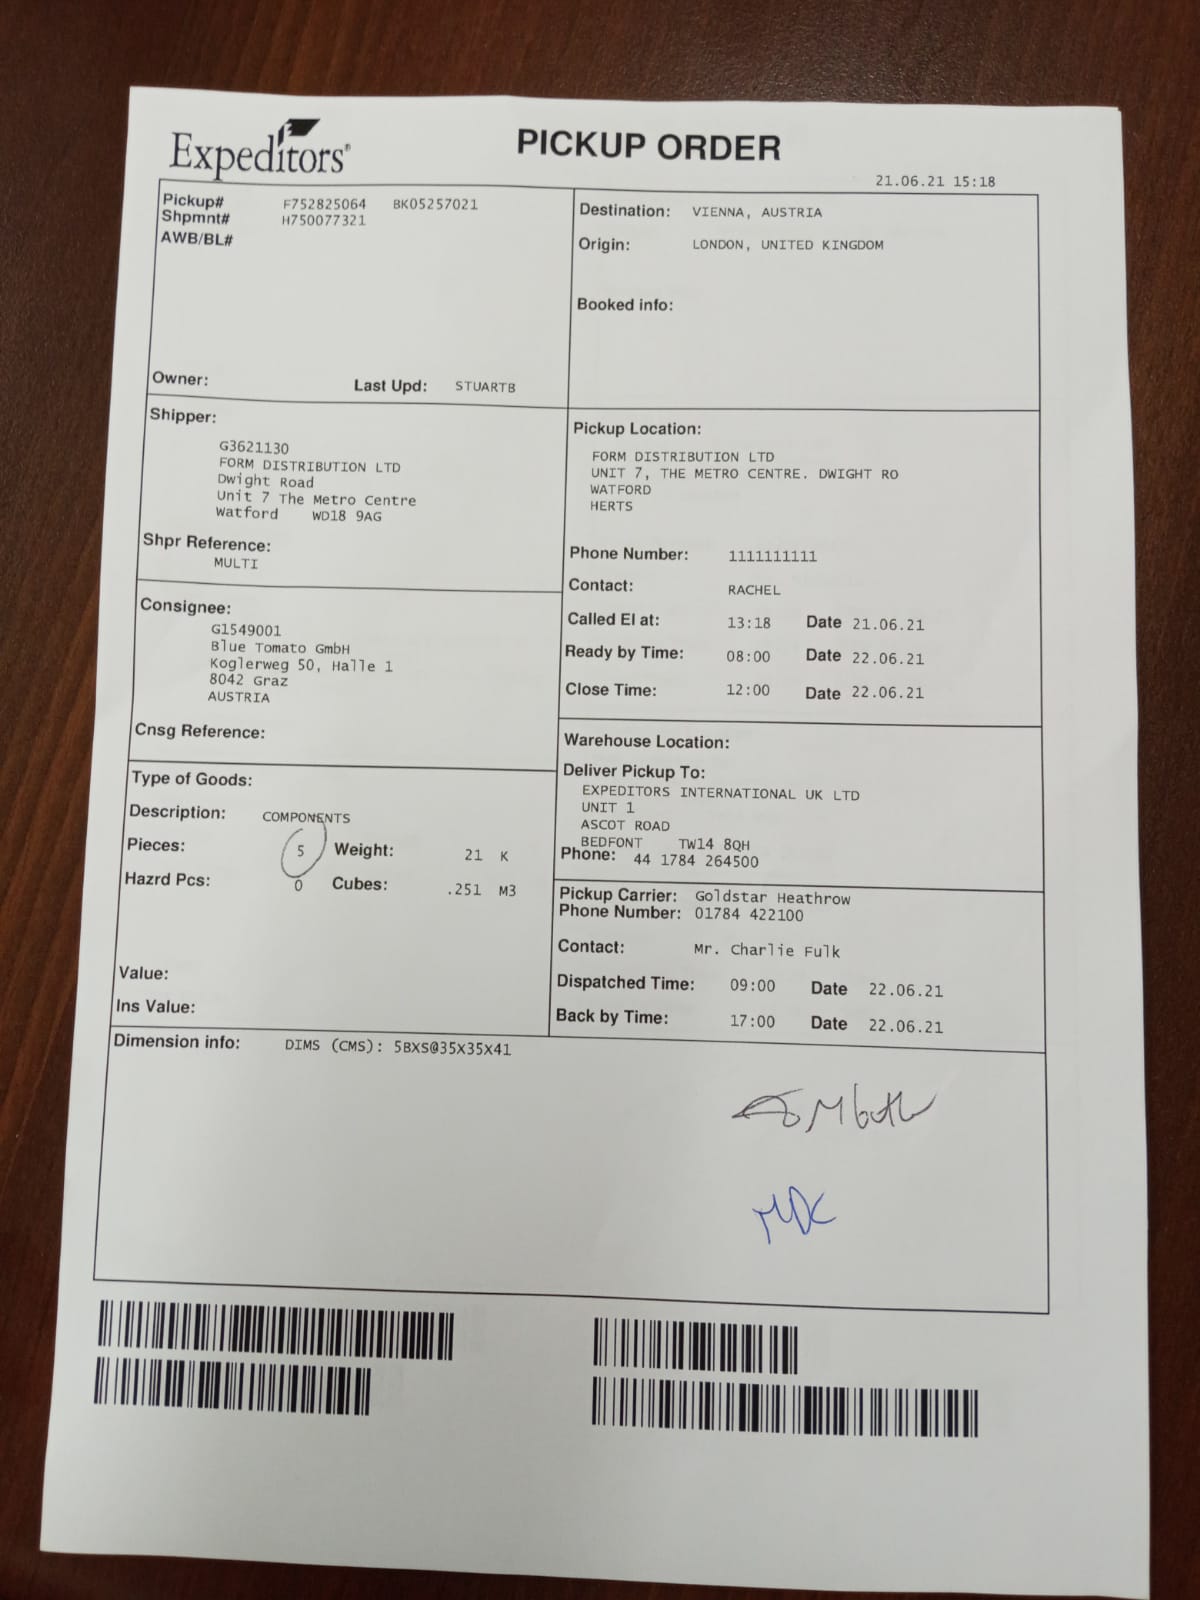 Expeditors®
PICKUP ORDER
21.06.21 15:18
Pickup# F752825064 BK05257021
Shpmnt# H750077321
AWB/BL#
Owner: Last Upd: STUARTB
Destination: VIENNA, AUSTRIA
Origin: LONDON, UNITED KINGDOM
Booked info:
Shipper:
G3621130
FORM DISTRIBUTION LTD
Dwight Road
Unit 7 The Metro Centre
Watford WD18 9AG
Shpr Reference:
MULTI
Pickup Location:
FORM DISTRIBUTION LTD
UNIT 7, THE METRO CENTRE. DWIGHT RO
WATFORD
HERTS
Phone Number: 1111111111
Contact: RACHEL
Called EI at: 13:18 Date 21.06.21
Ready by Time: 08:00 Date 22.06.21
Close Time: 12:00 Date 22.06.21
Consignee:
G1549001
Blue Tomato GmbH
Koglerweg 50, Halle 1
8042 Graz
AUSTRIA
Cnsg Reference:
Warehouse Location:
Deliver Pickup To:
EXPEDITORS INTERNATIONAL UK LTD
UNIT 1
ASCOT ROAD
BEDFONT TW14 8QH
Phone: 44 1784 264500
Type of Goods:
Description: COMPONENTS
Pieces: 5 Weight: 21 K
Hazrd Pcs: 0 Cubes: .251 M3
Value:
Ins Value:
Pickup Carrier: Goldstar Heathrow
Phone Number: 01784 422100
Contact: Mr. Charlie Fulk
Dispatched Time: 09:00 Date 22.06.21
Back by Time: 17:00 Date 22.06.21
Dimension info: DIMS (CMS): 5BXS@35X35X41